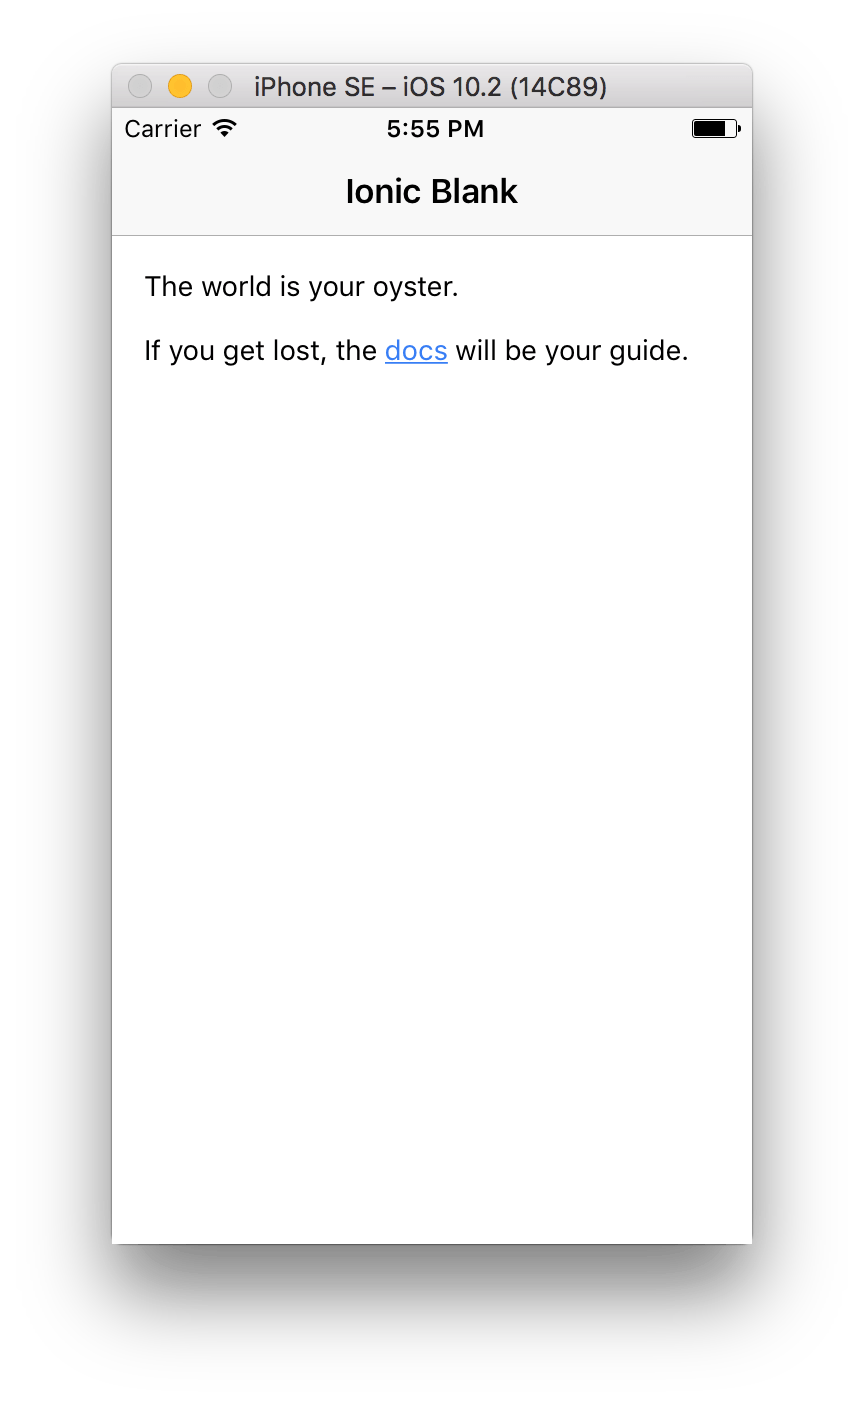 iPhone SE – iOS 10.2 (14C89)
Carrier 5:55 PM
Ionic Blank
The world is your oyster.
If you get lost, the docs will be your guide.